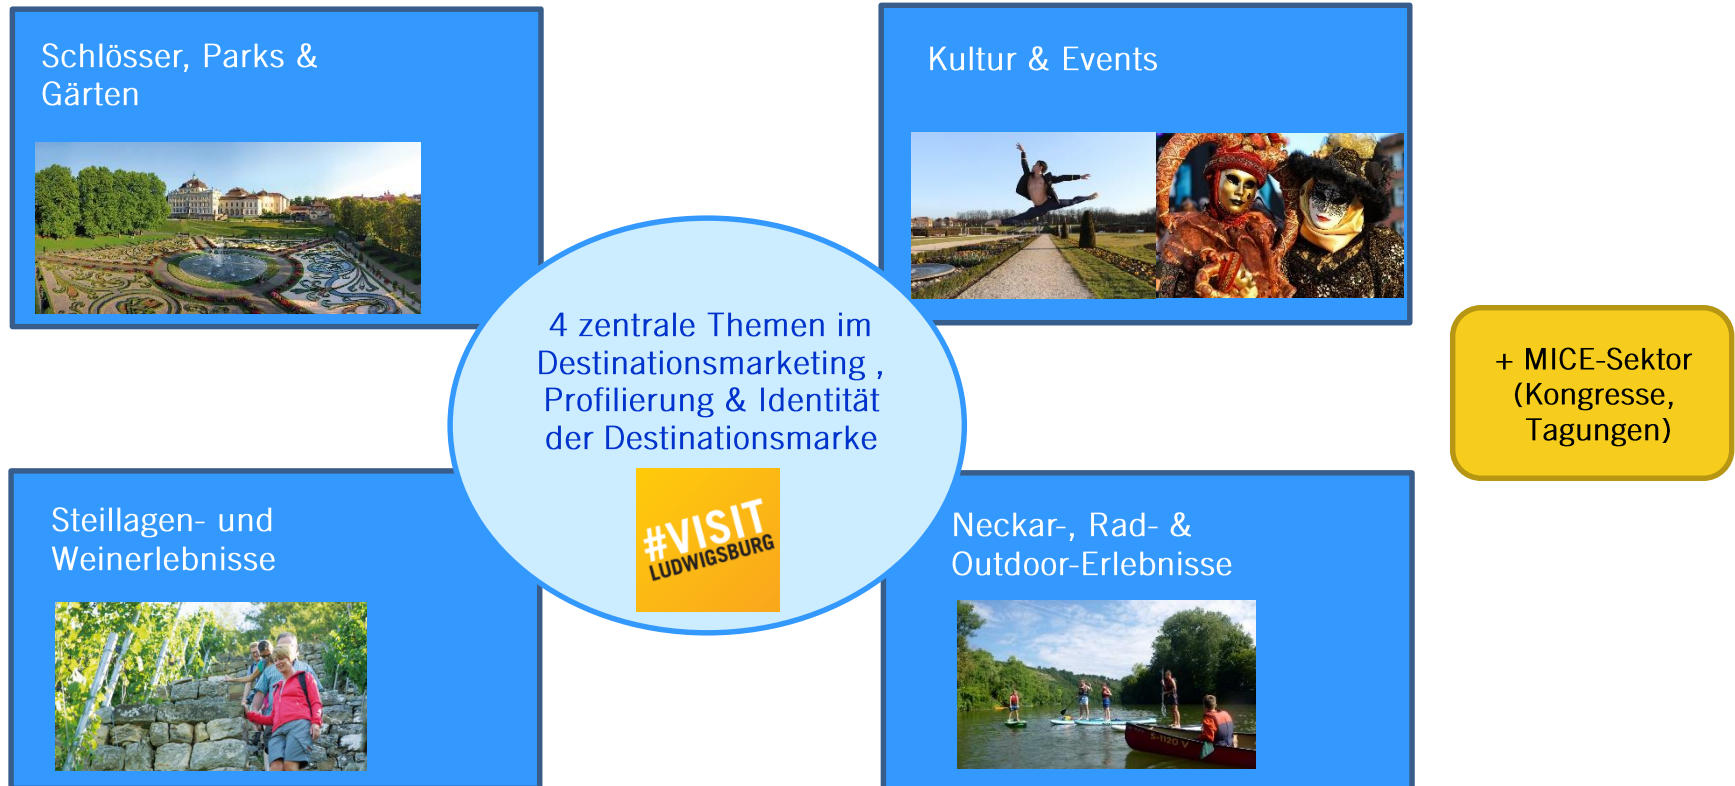 Schlösser, Parks &
Gärten
Kultur & Events
4 zentrale Themen im
Destinationsmarketing ,
Profilierung & Identität
der Destinationsmarke
#VISIT
LUDWIGSBURG
+ MICE-Sektor
(Kongresse,
Tagungen)
Steillagen- und
Weinerlebnisse
Neckar-, Rad- &
Outdoor-Erlebnisse
S-1120 V